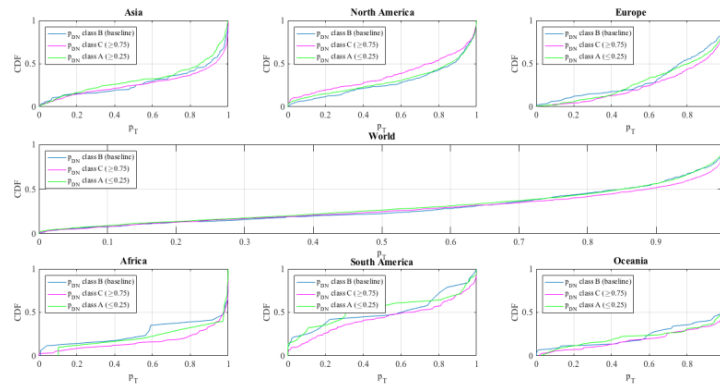 Asia
North America
Europe
p_DN class B (baseline)
p_DN class C (≥0.75)
p_DN class A (≤0.25)
p_DN class B (baseline)
p_DN class C (≥0.75)
p_DN class A (≤0.25)
p_DN class B (baseline)
p_DN class C (≥0.75)
p_DN class A (≤0.25)
CDF
CDF
CDF
1
0.5
0
1
0.5
0
1
0.5
0
0 0.2 0.4 0.6 0.8 1
0 0.2 0.4 0.6 0.8 1
0 0.2 0.4 0.6 0.8
p_T
p_T
p_T
World
p_DN class B (baseline)
p_DN class C (≥0.75)
p_DN class A (≤0.25)
CDF
1
0.5
0
0 0.1 0.2 0.3 0.4 0.5 0.6 0.7 0.8 0.9
p_T
Africa
South America
Oceania
p_DN class B (baseline)
p_DN class C (≥0.75)
p_DN class A (≤0.25)
p_DN class B (baseline)
p_DN class C (≥0.75)
p_DN class A (≤0.25)
p_DN class B (baseline)
p_DN class C (≥0.75)
p_DN class A (≤0.25)
CDF
CDF
CDF
1
0.5
0
1
0.5
0
1
0.5
0
0 0.2 0.4 0.6 0.8 1
0 0.2 0.4 0.6 0.8 1
0 0.2 0.4 0.6 0.8
p_T
p_T
p_T